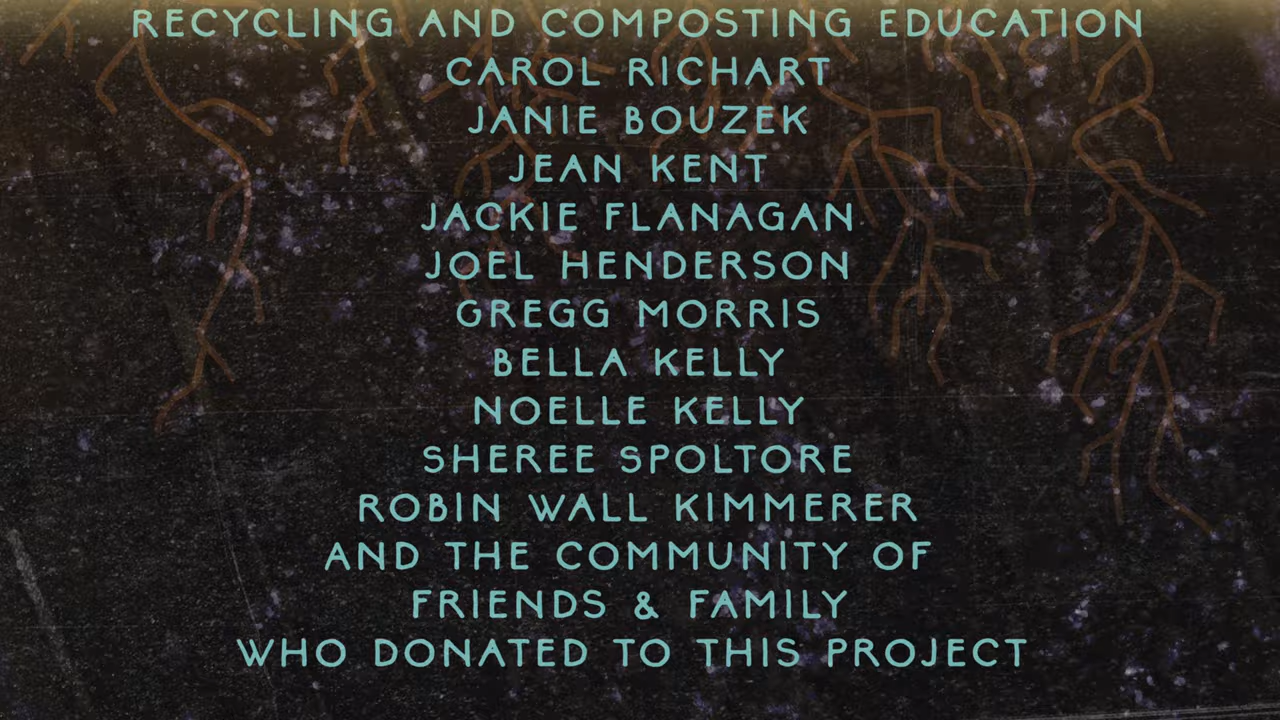 RECYCLING AND COMPOSTING EDUCATION
CAROL RICHART
JANIE BOUZEK
JEAN KENT
JACKIE FLANAGAN
JOEL HENDERSON
GREGG MORRIS
BELLA KELLY
NOELLE KELLY
SHEREE SPOLTORE
ROBIN WALL KIMMERER
AND THE COMMUNITY OF
FRIENDS & FAMILY
WHO DONATED TO THIS PROJECT